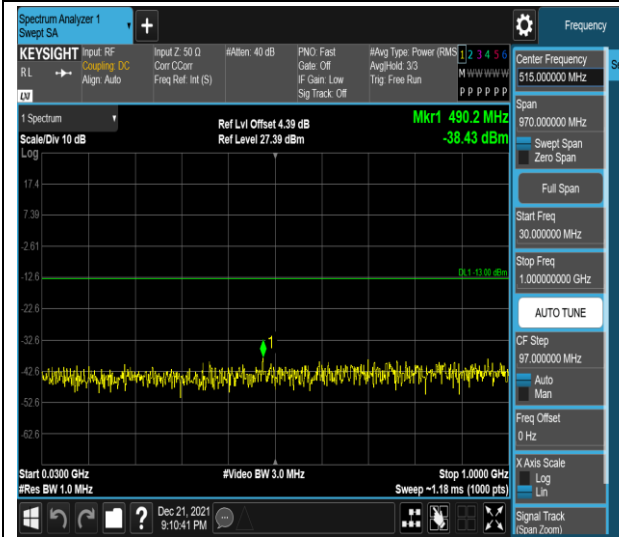 Spectrum Analyzer 1
Swept SA
Frequency
KEYSIGHT
RL
LXI
Input: RF
Coupling: DC
Align: Auto
Input Z: 50 Ω
Corr CCorr
Freq Ref: Int (S)
#Atten: 40 dB
PNO: Fast
Gate: Off
IF Gain: Low
Sig Track: Off
#Avg Type: Power (RMS
Avg|Hold: 3/3
Trig: Free Run
1 2 3 4 5 6
M W W W W W
P P P P P P
1 Spectrum
Scale/Div 10 dB
Log
Ref Lvl Offset 4.39 dB
Ref Level 27.39 dBm
Mkr1 490.2 MHz
-38.43 dBm
17.4
7.39
-2.61
-12.6
-22.6
-32.6
-42.6
-52.6
-62.6
DL1 -13.00 dBm
1
Start 0.0300 GHz
#Res BW 1.0 MHz
#Video BW 3.0 MHz
Stop 1.0000 GHz
Sweep ~1.18 ms (1000 pts)
Dec 21, 2021
9:10:41 PM
Center Frequency
515.000000 MHz
Span
970.000000 MHz
Swept Span
Zero Span
Full Span
Start Freq
30.000000 MHz
Stop Freq
1.000000000 GHz
AUTO TUNE
CF Step
97.000000 MHz
Auto
Man
Freq Offset
0 Hz
X Axis Scale
Log
Lin
Signal Track
(Span Zoom)